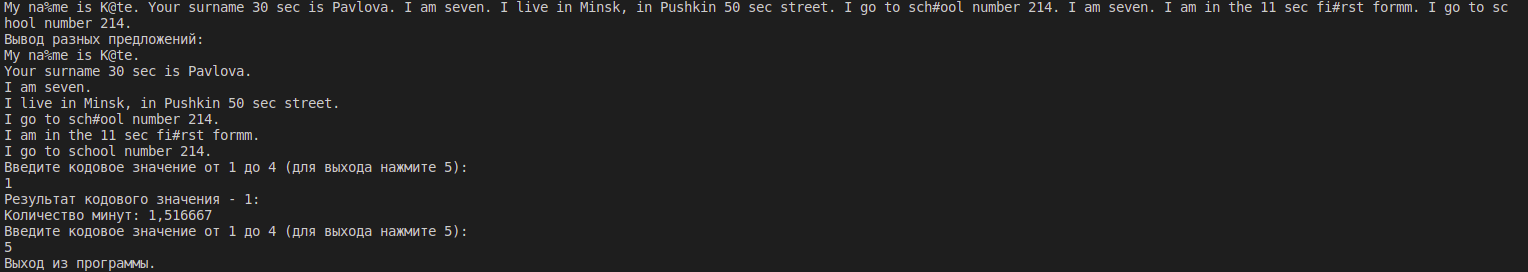 My na%me is K@te. Your surname 30 sec is Pavlova. I am seven. I live in Minsk, in Pushkin 50 sec street. I go to sch#ool number 214. I am seven. I am in the 11 sec fi#rst formm. I go to sc
hool number 214.
Вывод разных предложений:
My na%me is K@te.
Your surname 30 sec is Pavlova.
I am seven.
I live in Minsk, in Pushkin 50 sec street.
I go to sch#ool number 214.
I am in the 11 sec fi#rst formm.
I go to school number 214.
Введите кодовое значение от 1 до 4 (для выхода нажмите 5):
1
Результат кодового значения - 1:
Количество минут: 1,516667
Введите кодовое значение от 1 до 4 (для выхода нажмите 5):
5
Выход из программы.